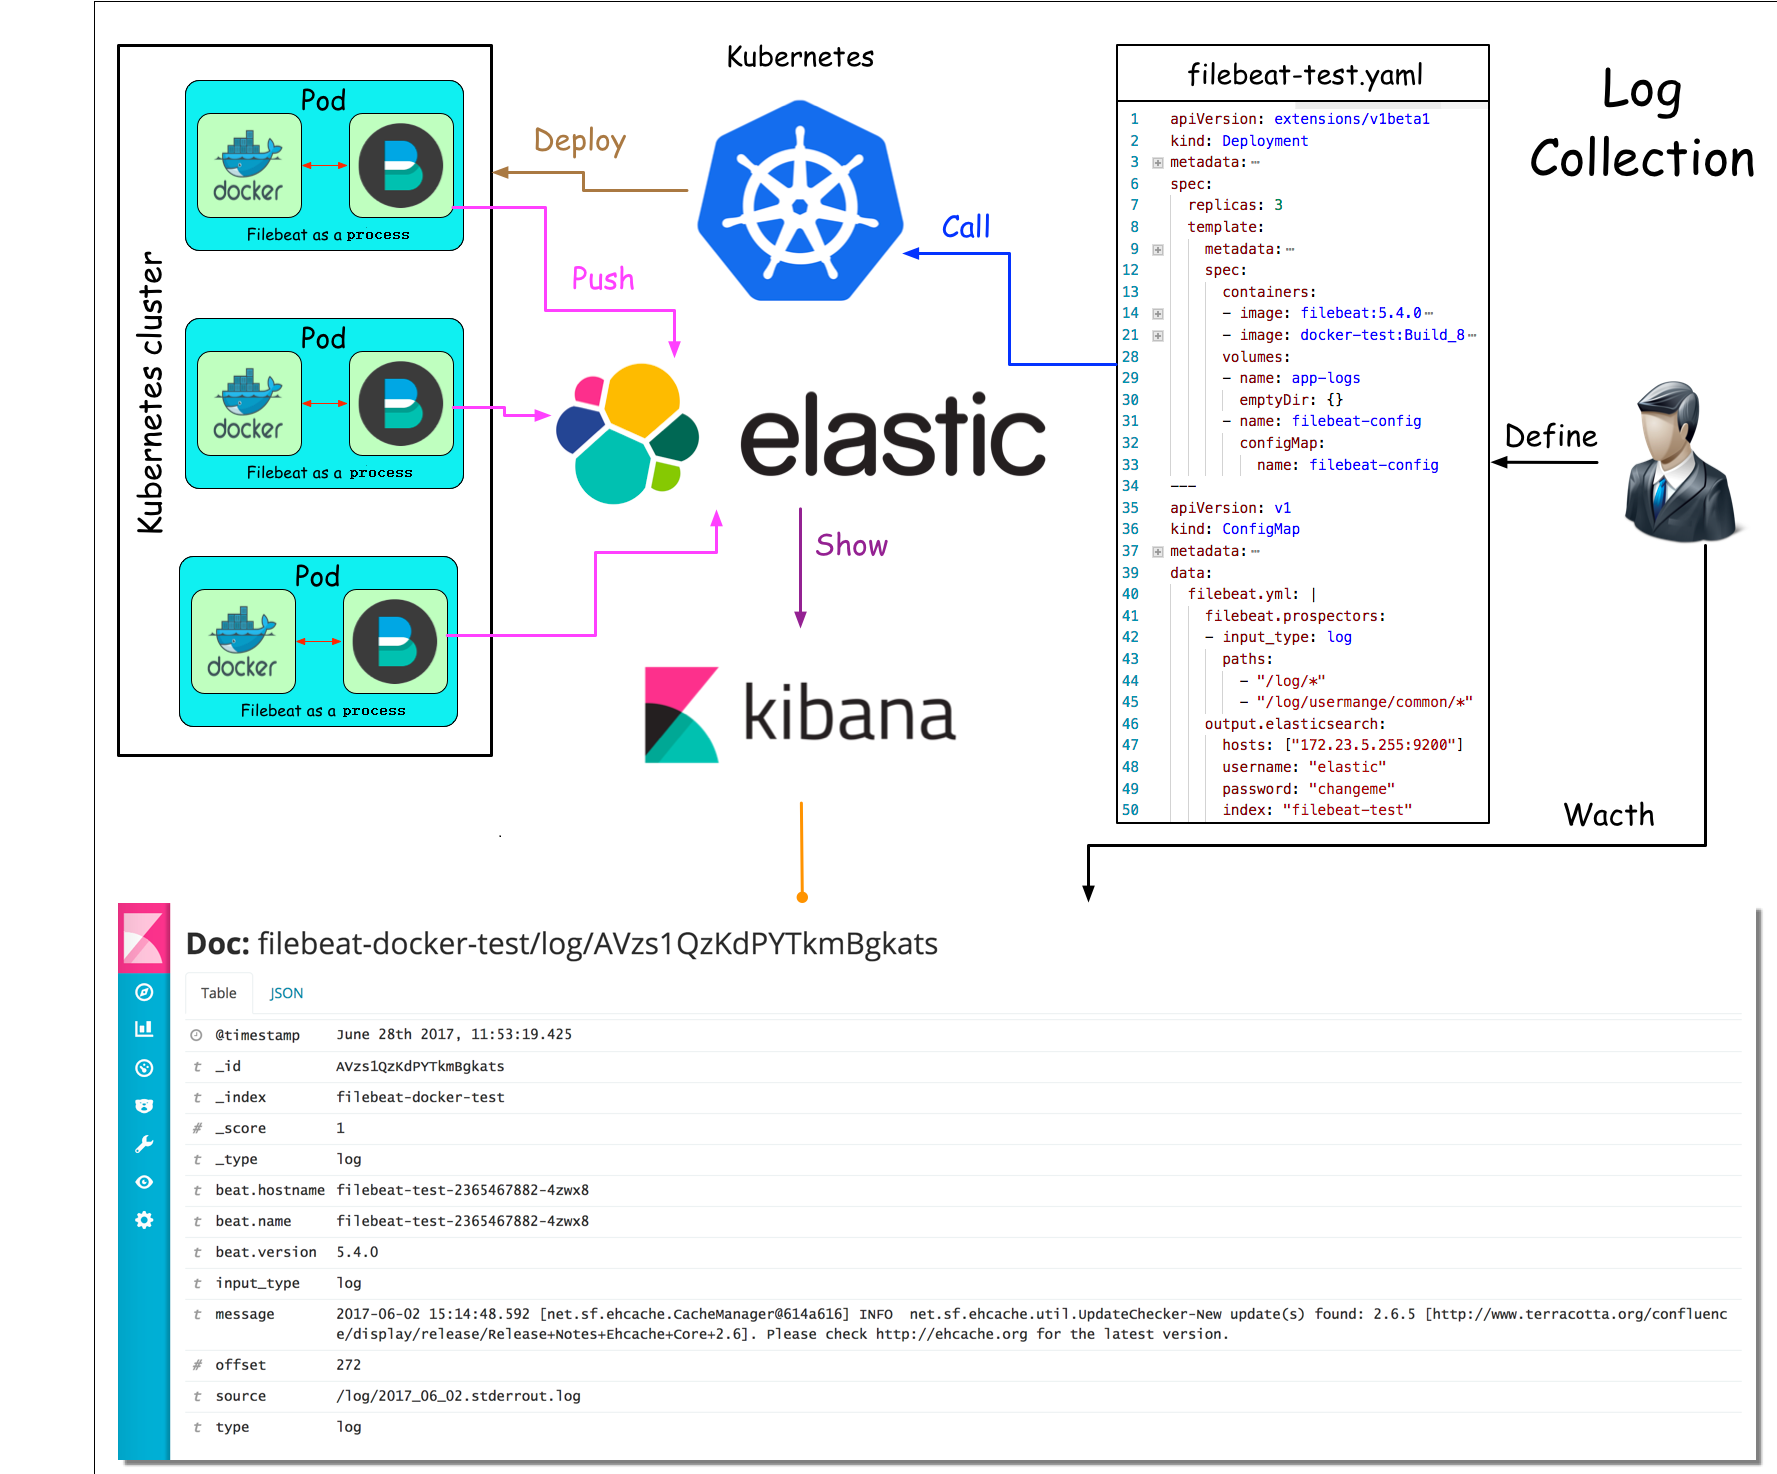 Kubernetes
filebeat-test.yaml
Log
Collection
Kubernetes cluster
Pod
docker
Filebeat as a process
Pod
docker
Filebeat as a process
Pod
docker
Filebeat as a process
Deploy
Push
Call
elastic
Show
kibana
Define
Wacth
1 apiVersion: extensions/v1beta1
2 kind: Deployment
3 metadata:⋯
6 spec:
7 replicas: 3
8 template:
9 metadata:⋯
12 spec:
13 containers:
14 - image: filebeat:5.4.0⋯
21 - image: docker-test:Build_8⋯
28 volumes:
29 - name: app-logs
30 emptyDir: {}
31 - name: filebeat-config
32 configMap:
33 name: filebeat-config
34 ---
35 apiVersion: v1
36 kind: ConfigMap
37 metadata:⋯
39 data:
40 filebeat.yml: |
41 filebeat.prospectors:
42 - input_type: log
43 paths:
44 - "/log/*"
45 - "/log/usermange/common/*"
46 output.elasticsearch:
47 hosts: ["172.23.5.255:9200"]
48 username: "elastic"
49 password: "changeme"
50 index: "filebeat-test"
Doc: filebeat-docker-test/log/AVzs1QzKdPYTkmBgkats
Table JSON
@timestamp June 28th 2017, 11:53:19.425
t _id AVzs1QzKdPYTkmBgkats
t _index filebeat-docker-test
# _score 1
t _type log
t beat.hostname filebeat-test-2365467882-4zwx8
t beat.name filebeat-test-2365467882-4zwx8
t beat.version 5.4.0
t input_type log
t message 2017-06-02 15:14:48.592 [net.sf.ehcache.CacheManager@614a616] INFO  net.sf.ehcache.util.UpdateChecker-New update(s) found: 2.6.5 [http://www.terracotta.org/confluenc
e/display/release/Release+Notes+Ehcache+Core+2.6]. Please check http://ehcache.org for the latest version.
# offset 272
t source /log/2017_06_02.stderrout.log
t type log